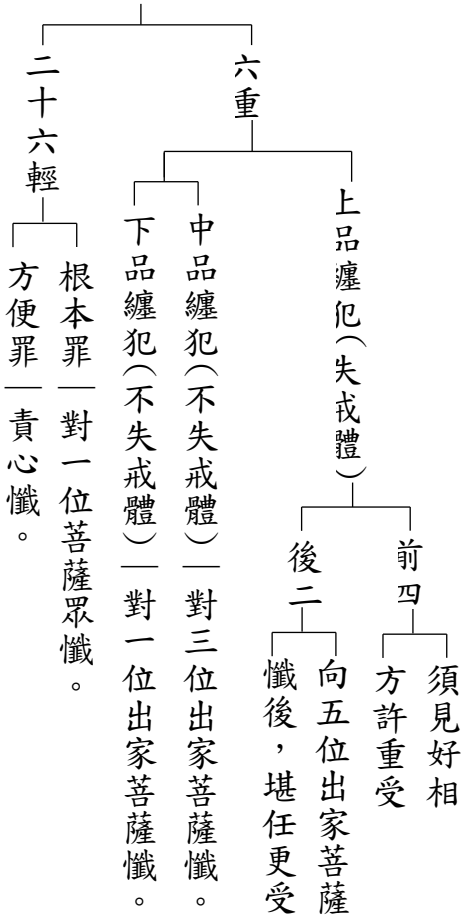 六重
上品纏犯(失戒體)
前四
須見好相
方許重受
後二
向五位出家菩薩
懺後,堪任更受
中品纏犯(不失戒體)—對三位出家菩薩懺。
下品纏犯(不失戒體)—對一位出家菩薩懺。
二十六輕
根本罪—對一位菩薩眾懺。
方便罪—責心懺。